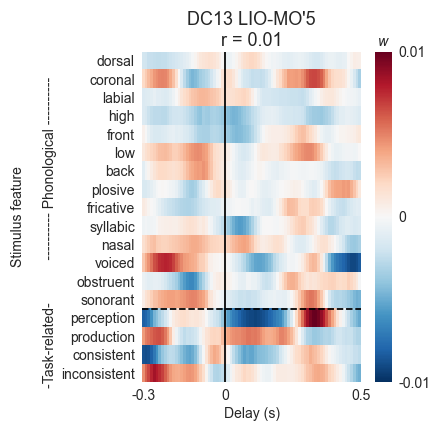 DC13 LIO-MO'5
r = 0.01
w
dorsal
coronal
labial
high
front
low
back
plosive
fricative
syllabic
nasal
voiced
obstruent
sonorant
perception
production
consistent
inconsistent
Stimulus feature
---------- Phonological ----------
-Task-related-
-0.3
0
0.5
Delay (s)
0.01
0
-0.01